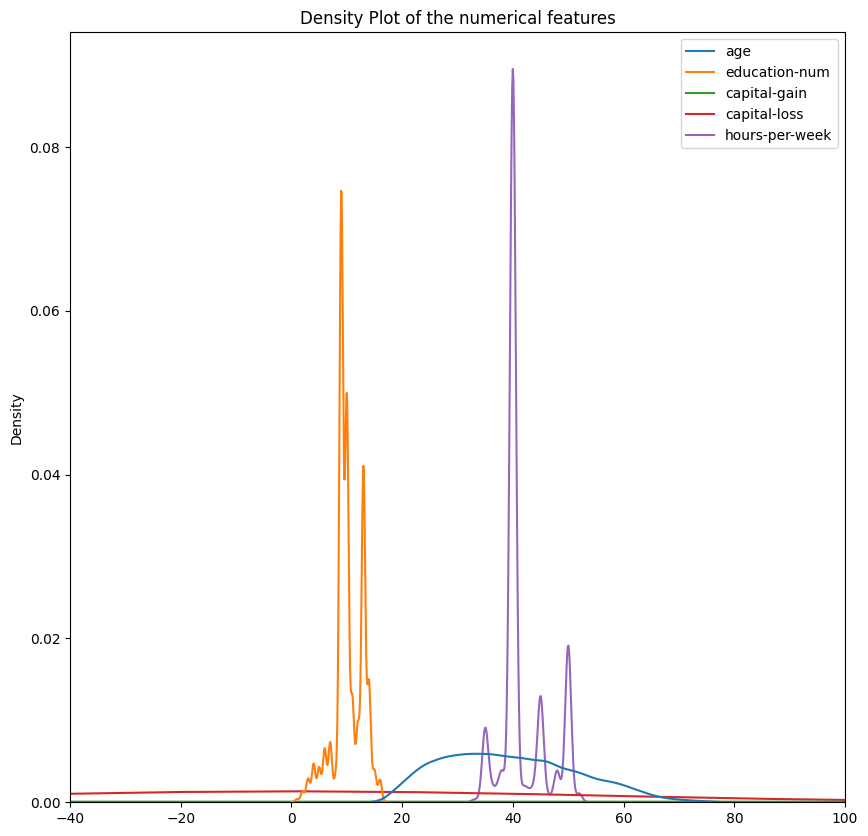 Density Plot of the numerical features
age
education-num
capital-gain
capital-loss
hours-per-week
Density
0.08
0.06
0.04
0.02
0.00
−40 −20 0 20 40 60 80 100